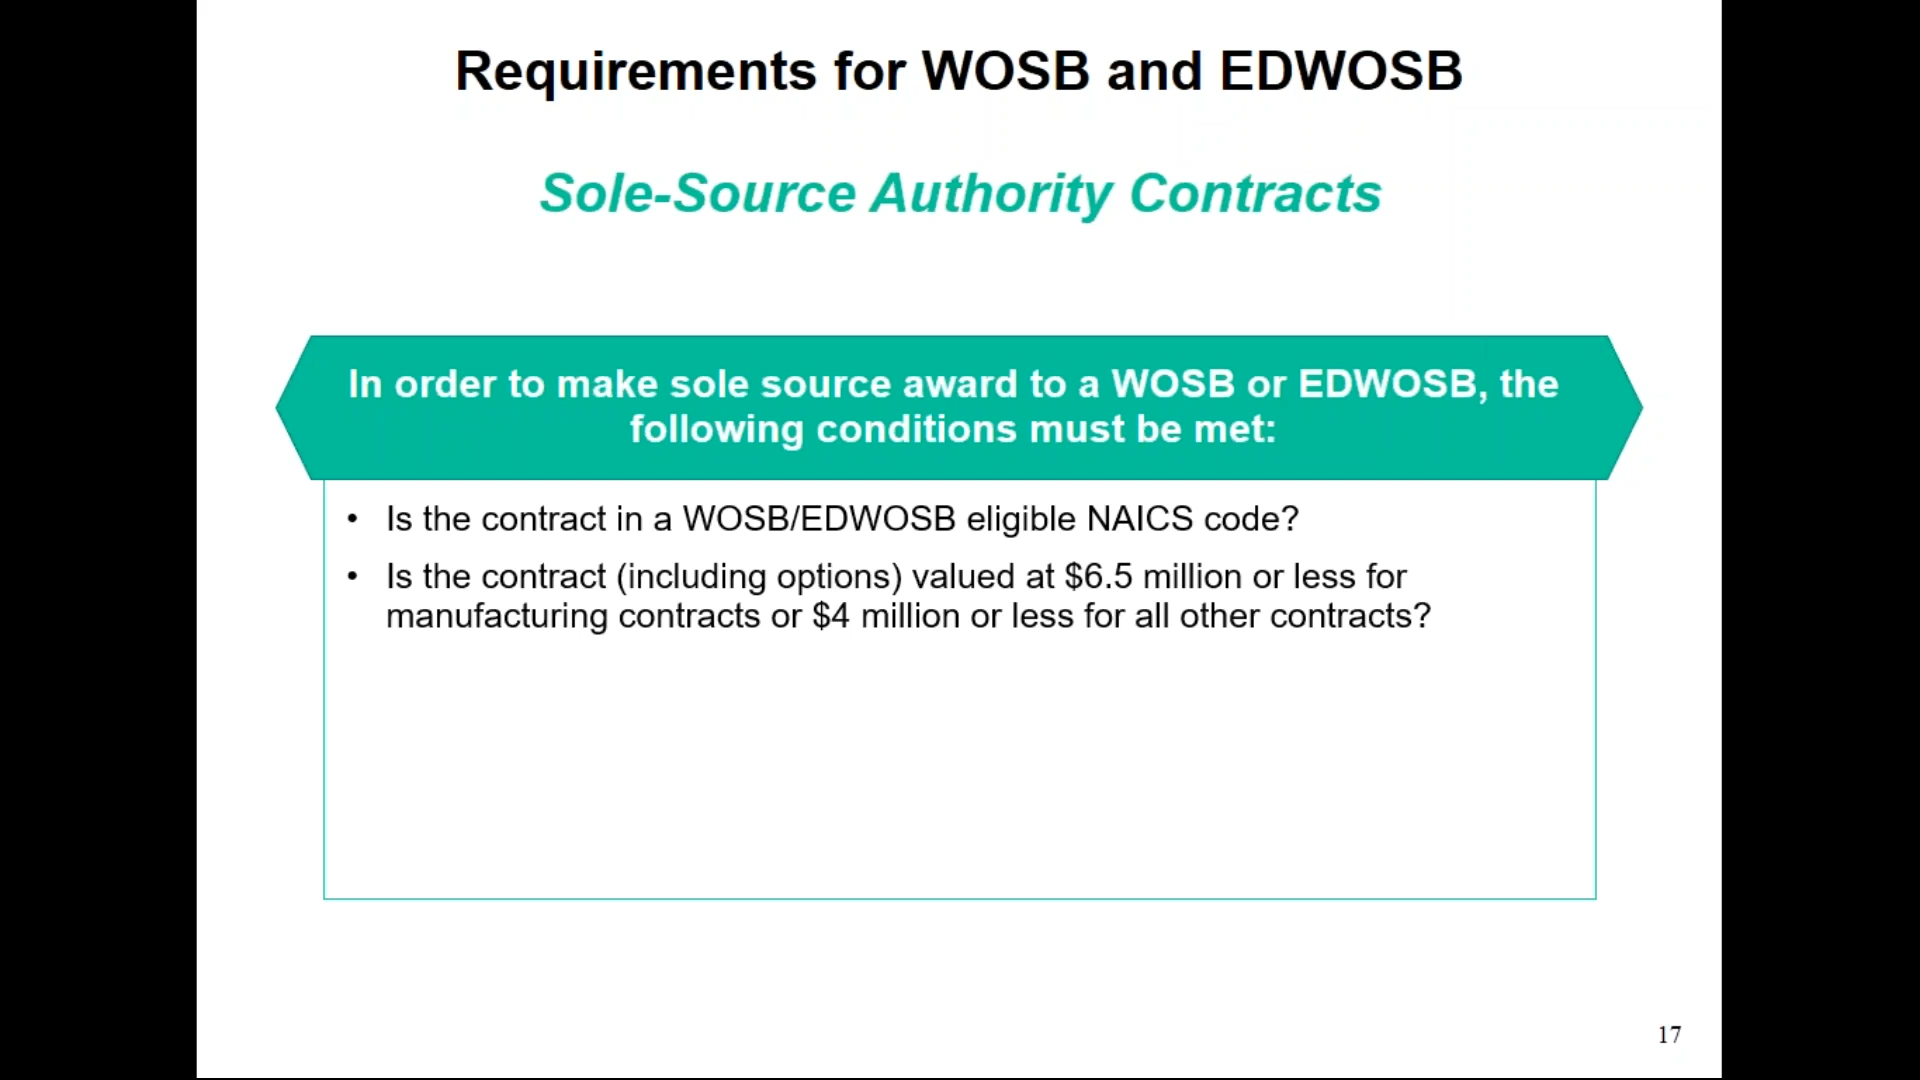 Requirements for WOSB and EDWOSB
Sole-Source Authority Contracts
In order to make sole source award to a WOSB or EDWOSB, the
following conditions must be met:
• Is the contract in a WOSB/EDWOSB eligible NAICS code?
• Is the contract (including options) valued at $6.5 million or less for
manufacturing contracts or $4 million or less for all other contracts?
17